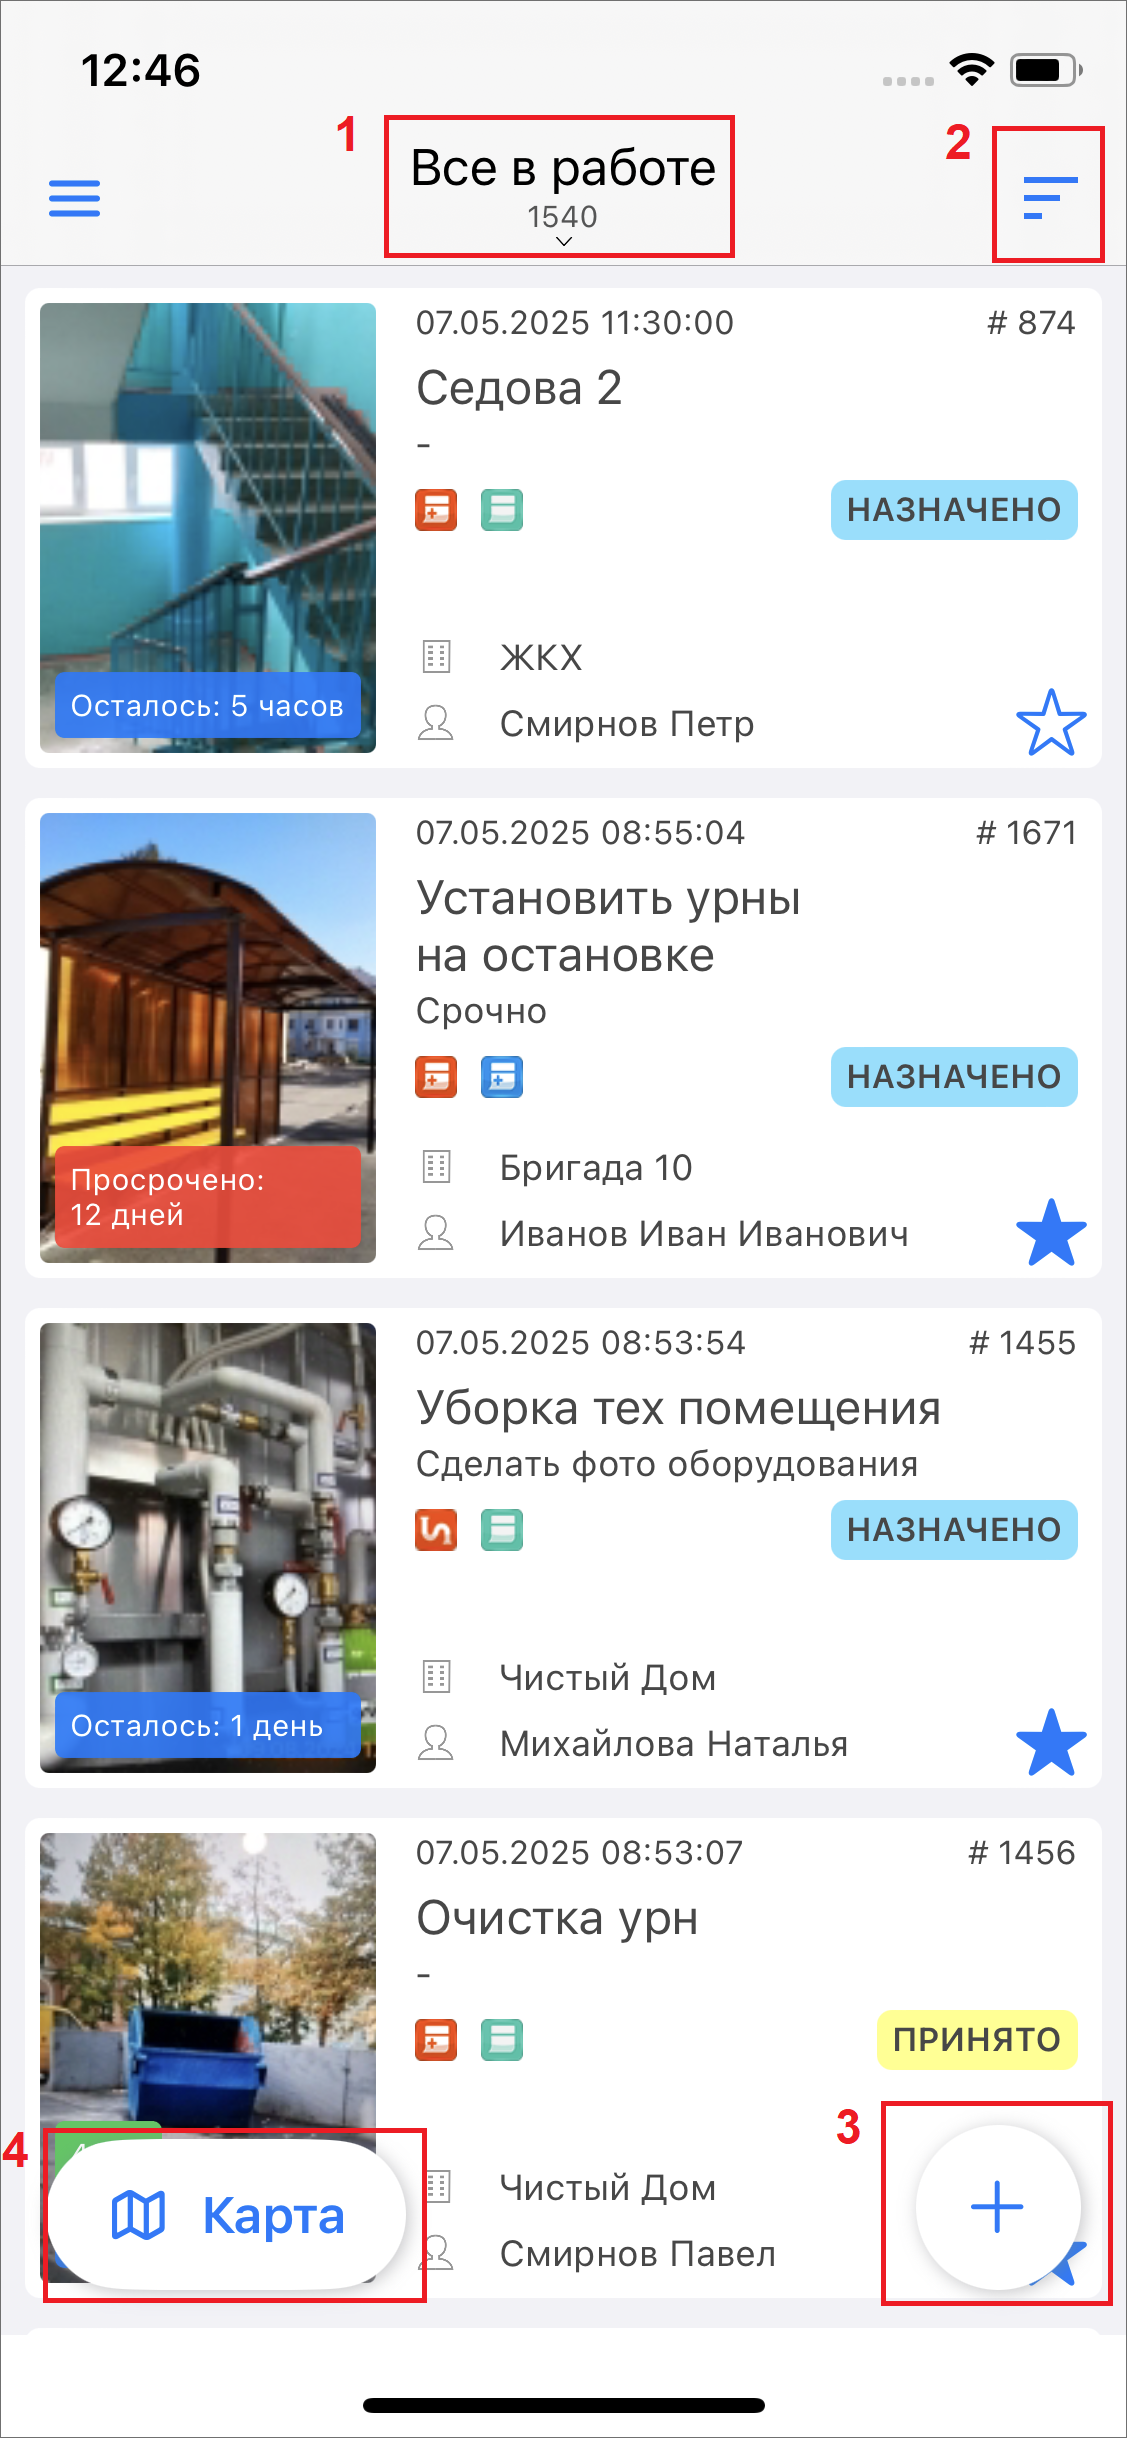 12:46
1
Все в работе
1540
2
07.05.2025 11:30:00
# 874
Седова 2
-
НАЗНАЧЕНО
ЖКХ
Осталось: 5 часов
Смирнов Петр
07.05.2025 08:55:04
# 1671
Установить урны
на остановке
Срочно
НАЗНАЧЕНО
Бригада 10
Просрочено:
12 дней
Иванов Иван Иванович
07.05.2025 08:53:54
# 1455
Уборка тех помещения
Сделать фото оборудования
НАЗНАЧЕНО
Чистый Дом
Осталось: 1 день
Михайлова Наталья
07.05.2025 08:53:07
# 1456
Очистка урн
-
ПРИНЯТО
3
4
Чистый Дом
Карта
Смирнов Павел